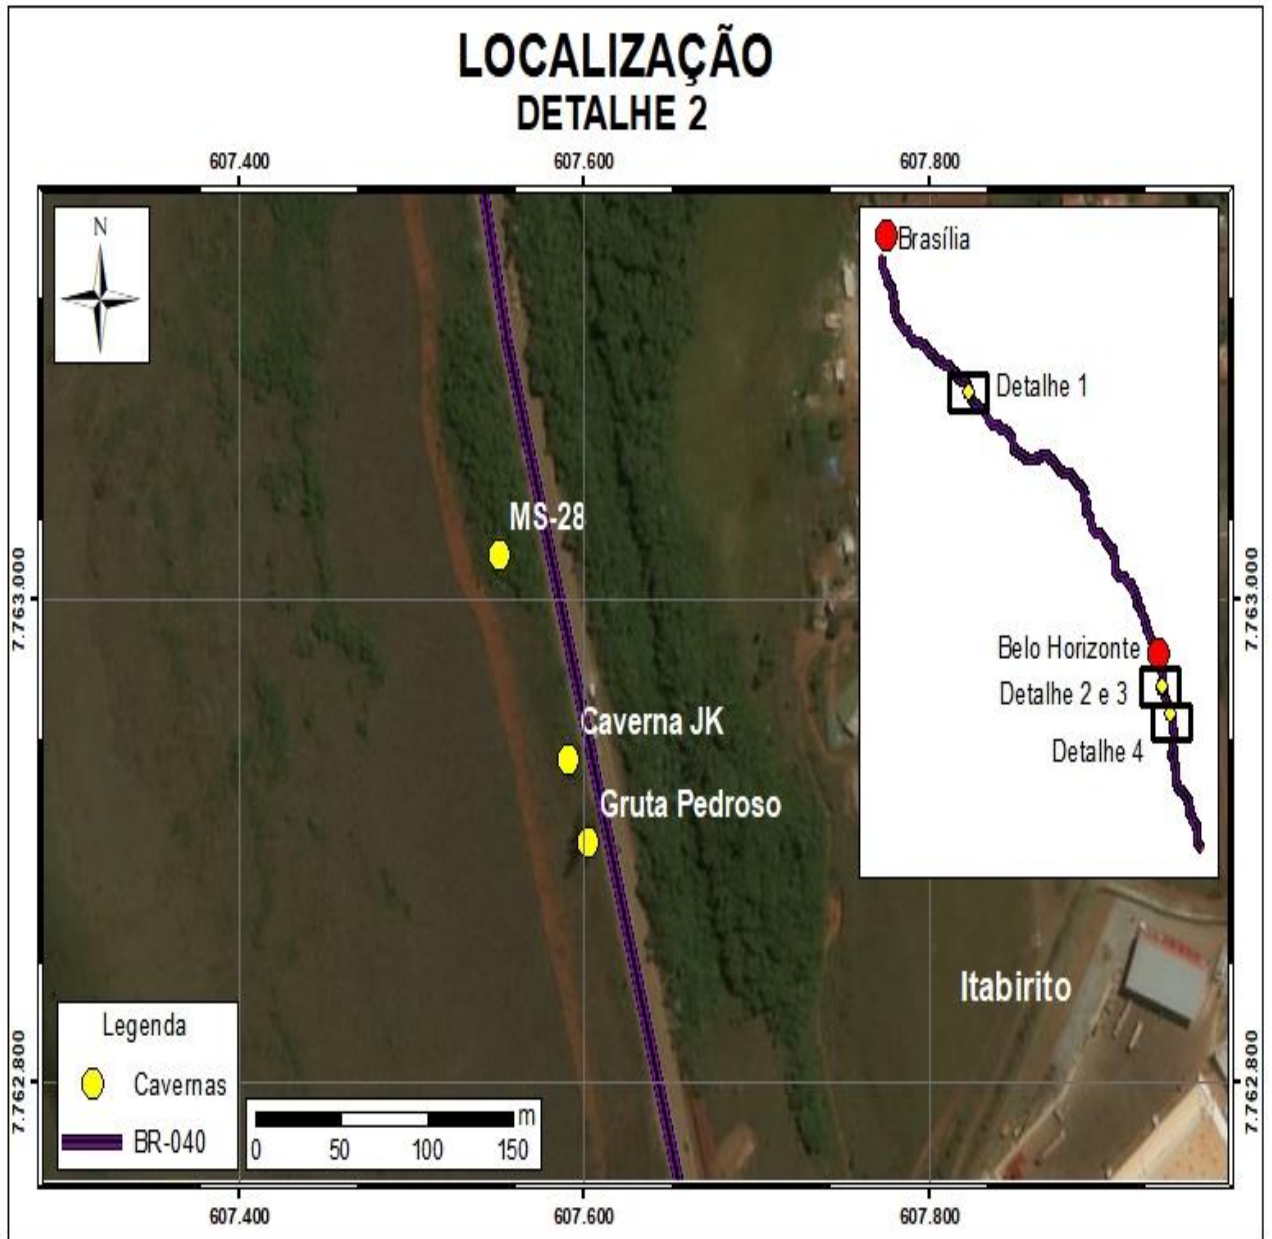 LOCALIZAÇÃO
DETALHE 2
607.400
607.600
607.800
N
Brasília
Detalhe 1
MS-28
7.763.000
7.763.000
Belo Horizonte
Detalhe 2 e 3
Caverna JK
Detalhe 4
Gruta Pedroso
Itabirito
Legenda
Cavernas
BR-040
7.762.800
7.762.800
m
0 50 100 150
607.400
607.600
607.800